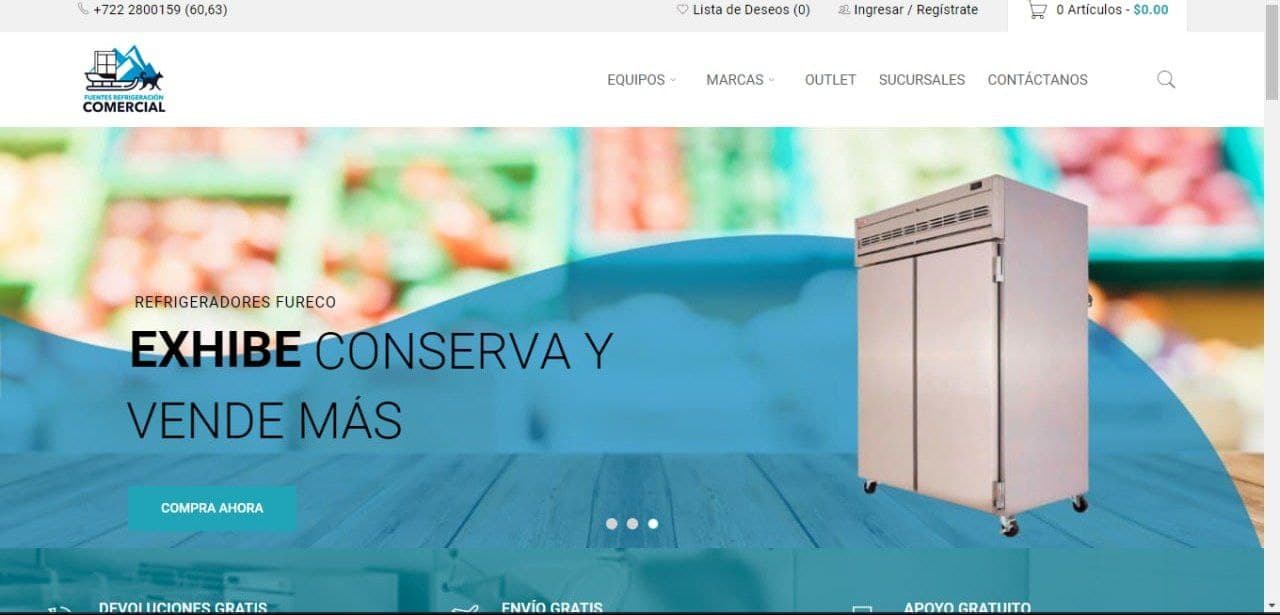 +722 2800159 (60,63)
Lista de Deseos (0)
Ingresar / Regístrate
0 Artículos - $0.00
FUENTES REFRIGERACIÓN
COMERCIAL
EQUIPOS
MARCAS
OUTLET
SUCURSALES
CONTÁCTANOS
REFRIGERADORES FURECO
EXHIBE CONSERVA Y
VENDE MÁS
COMPRA AHORA
DEVOLUCIONES GRATIS
ENVÍO GRATIS
APOYO GRATUITO